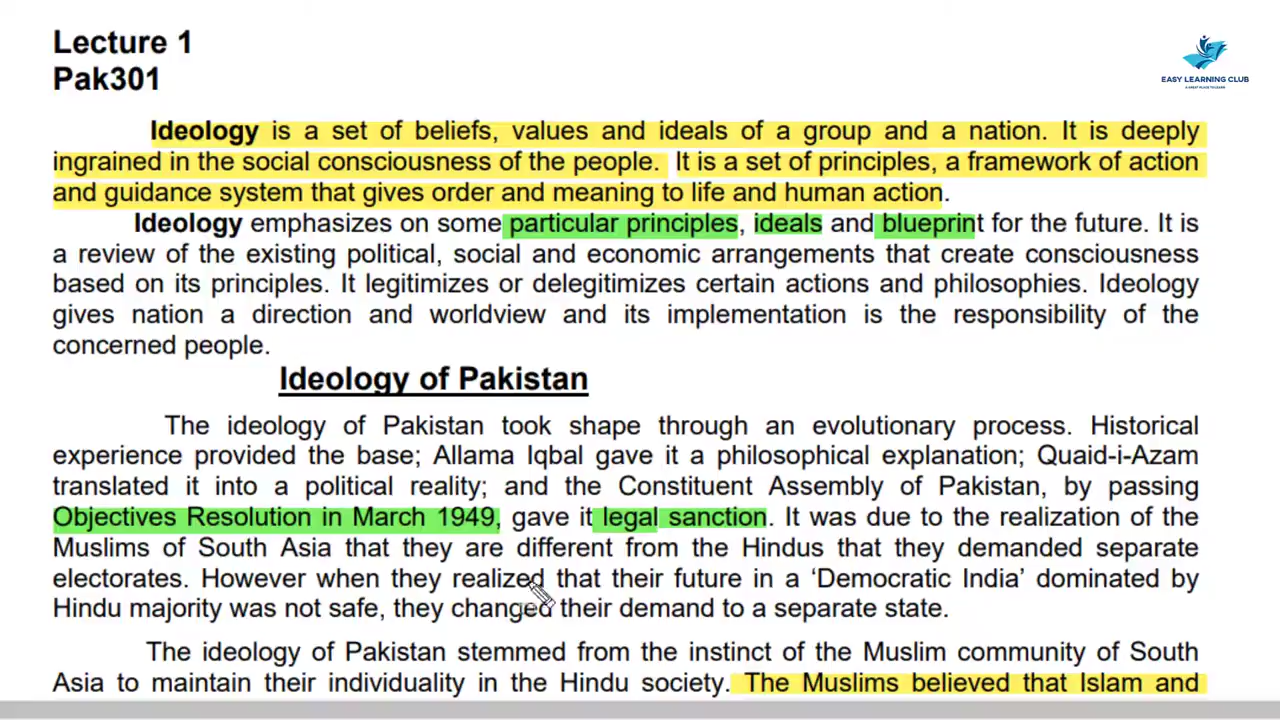 Lecture 1
Pak301
EASY LEARNING CLUB
A GREAT PLACE TO LEARN
Ideology is a set of beliefs, values and ideals of a group and a nation. It is deeply
ingrained in the social consciousness of the people. It is a set of principles, a framework of action
and guidance system that gives order and meaning to life and human action.
Ideology emphasizes on some particular principles, ideals and blueprint for the future. It is
a review of the existing political, social and economic arrangements that create consciousness
based on its principles. It legitimizes or delegitimizes certain actions and philosophies. Ideology
gives nation a direction and worldview and its implementation is the responsibility of the
concerned people.
Ideology of Pakistan
The ideology of Pakistan took shape through an evolutionary process. Historical
experience provided the base; Allama Iqbal gave it a philosophical explanation; Quaid-i-Azam
translated it into a political reality; and the Constituent Assembly of Pakistan, by passing
Objectives Resolution in March 1949, gave it legal sanction. It was due to the realization of the
Muslims of South Asia that they are different from the Hindus that they demanded separate
electorates. However when they realized that their future in a ‘Democratic India’ dominated by
Hindu majority was not safe, they changed their demand to a separate state.
The ideology of Pakistan stemmed from the instinct of the Muslim community of South
Asia to maintain their individuality in the Hindu society. The Muslims believed that Islam and